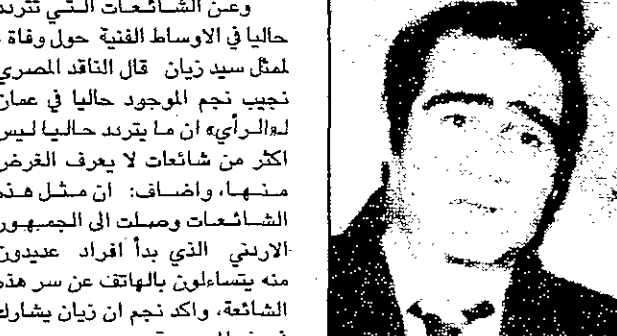 وعن الشائعات التي تتردد
حاليا في الاوساط الفنية حول وفاة
لمثل سيد زيان قال الناقد المصري
نجيب نجم الموجود حاليا في عمان
لـ«الرأي» ان ما يتردد حاليا ليس
اكثر من شائعات لا يعرف الغرض
منها، واضاف: ان مثل هذه
الشائعات وصلت الى الجمهور
الاردني الذي بدأ افراد عديدون
منه يتساءلون بالهاتف عن سر هذه
الشائعة، واكد نجم ان زيان يشارك